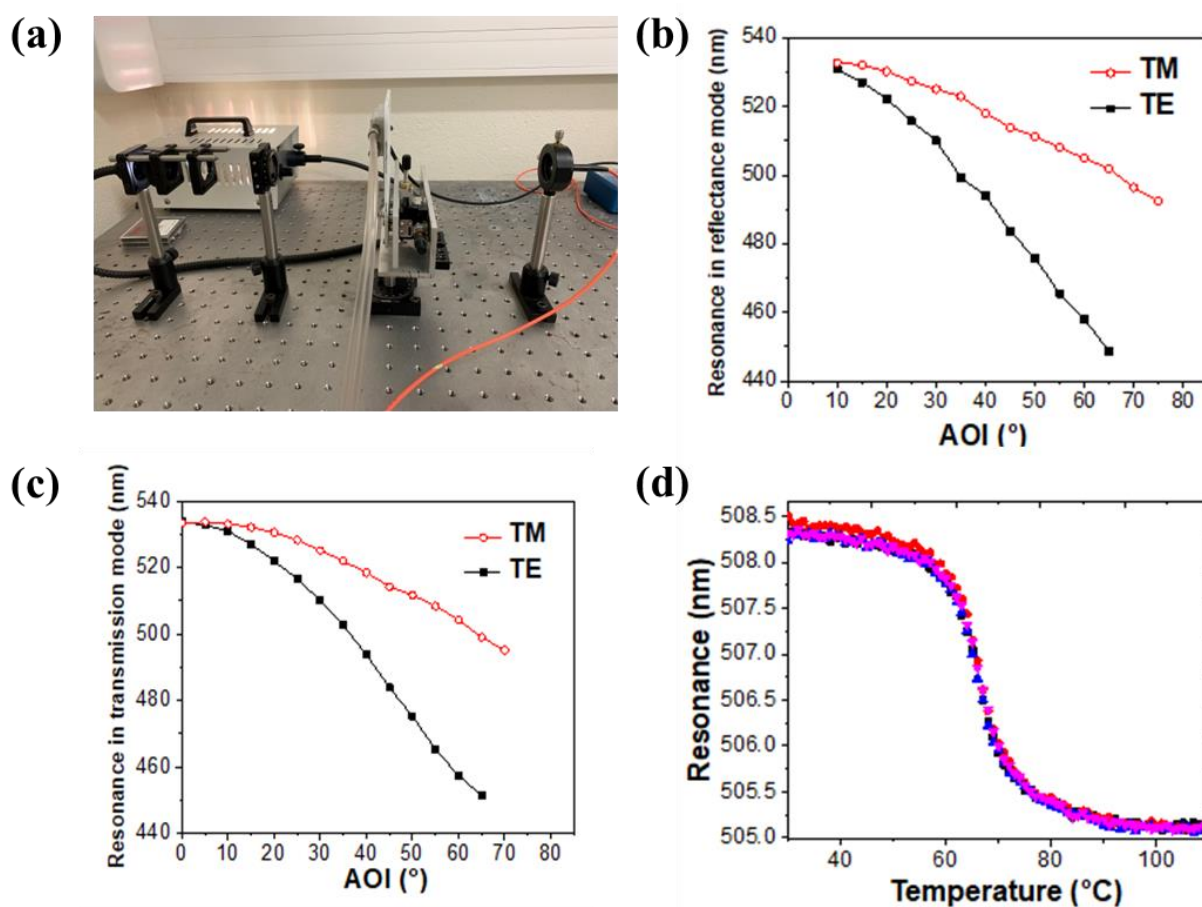 (a)
(b)
Resonance in reflectance mode (nm)
540
520
500
480
460
440
TM
TE
0 10 20 30 40 50 60 70 80
AOI (°)
(c)
Resonance in transmission mode (nm)
540
520
500
480
460
440
TM
TE
0 10 20 30 40 50 60 70 80
AOI (°)
(d)
Resonance (nm)
508.5
508.0
507.5
507.0
506.5
506.0
505.5
505.0
40 60 80 100
Temperature (°C)